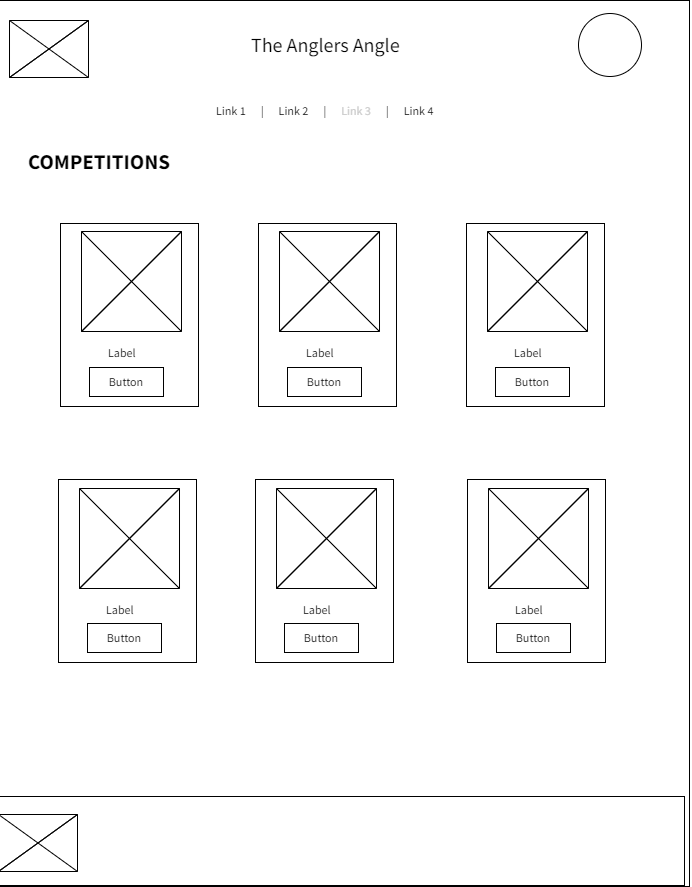 The Anglers Angle
Link 1 | Link 2 | Link 3 | Link 4
COMPETITIONS
Label Label Label
Button Button Button
Label Label Label
Button Button Button